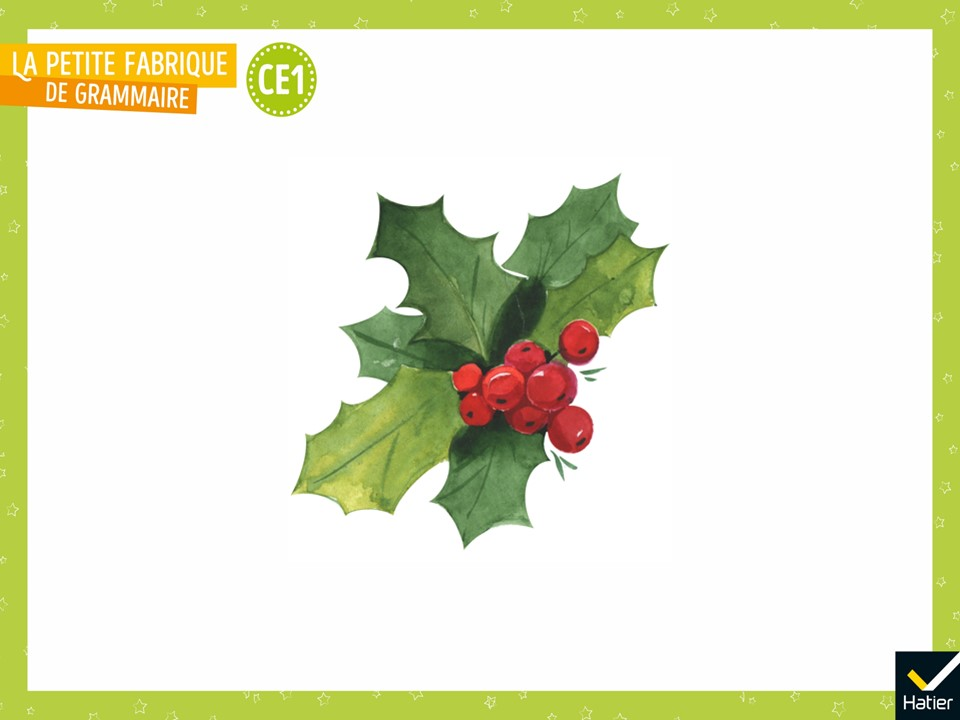 LA PETITE FABRIQUE
DE GRAMMAIRE
CE1
Hatier